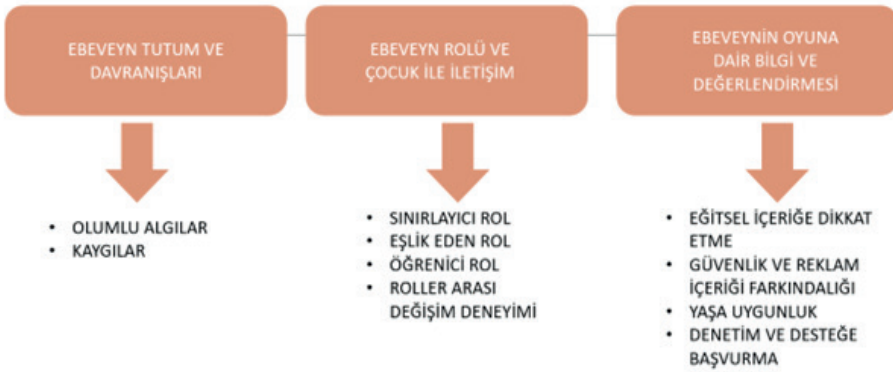 EBEVEYN TUTUM VE
DAVRANIŞLARI
EBEVEYN ROLÜ VE
ÇOCUK İLE İLETİŞİM
EBEVEYNİN OYUNA
DAİR BİLGİ VE
DEĞERLENDİRMESİ
• OLUMLU ALGILAR
• KAYGILAR
• SINIRLAYICI ROL
• EŞLİK EDEN ROL
• ÖĞRENİCİ ROL
• ROLLER ARASI
DEĞİŞİM DENEYİMİ
• EĞİTSEL İÇERİĞE DİKKAT
ETME
• GÜVENLİK VE REKLAM
İÇERİĞİ FARKINDALIĞI
• YAŞA UYGUNLUK
• DENETİM VE DESTEĞE
BAŞVURMA